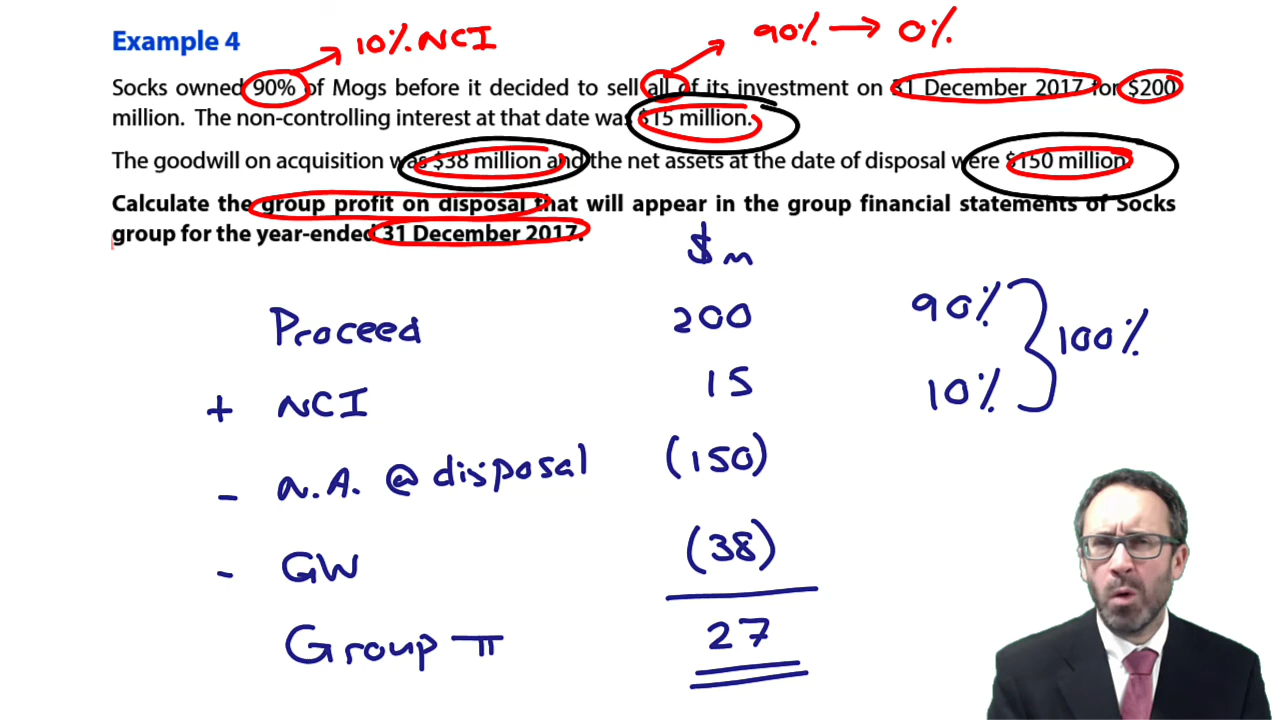 10% NCI
90% → 0%
Example 4
Socks owned 90% of Mogs before it decided to sell all of its investment on 31 December 2017 for $200
million. The non-controlling interest at that date was $15 million.
The goodwill on acquisition was $38 million and the net assets at the date of disposal were $150 million.
Calculate the group profit on disposal that will appear in the group financial statements of Socks
group for the year-ended 31 December 2017.
$m
Proceed 200 90%
100%
+ NCI 15 10%
- N.A. @ disposal (150)
- GW (38)
Group π 27